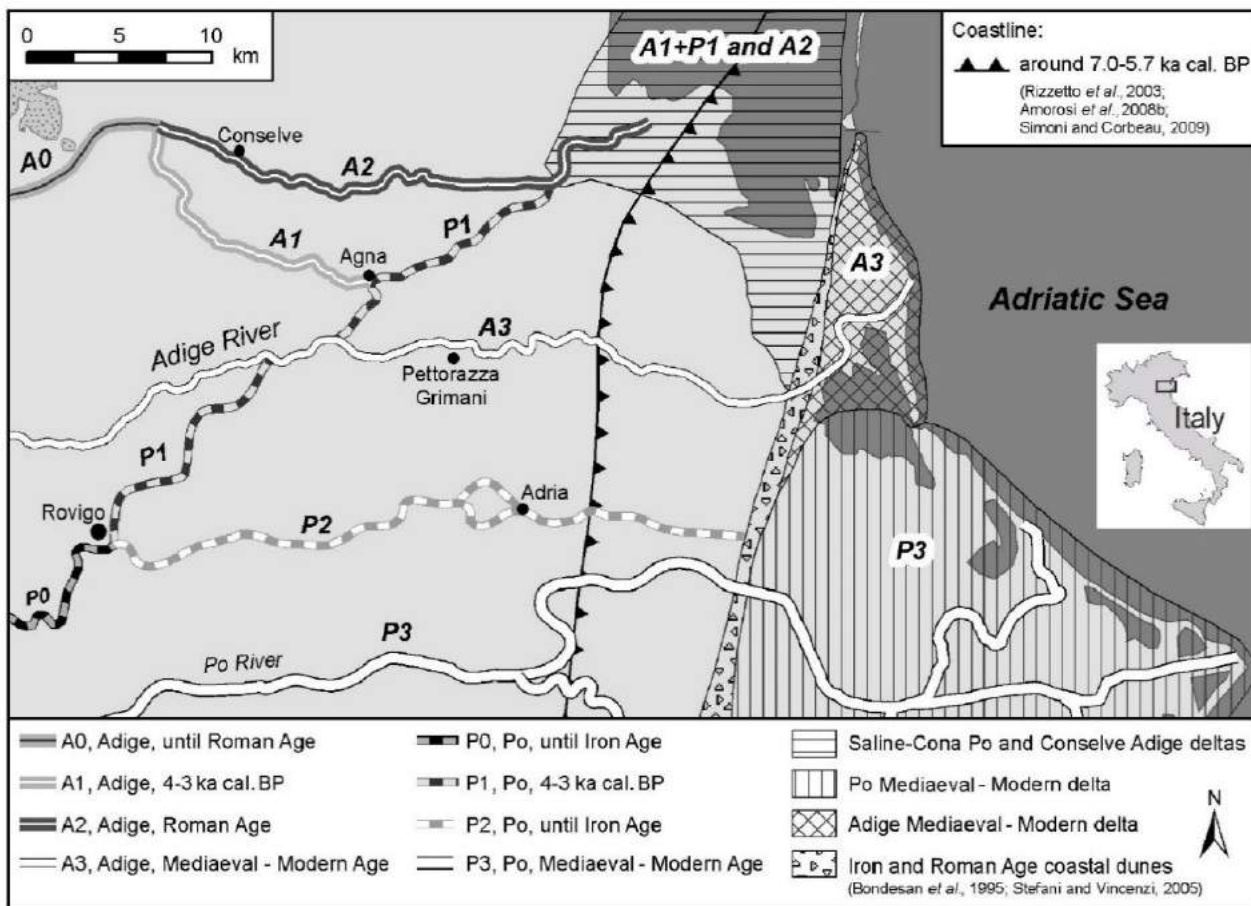 0 5 10
km
A1+P1 and A2
Coastline:
around 7.0-5.7 ka cal. BP
(Rizzetto et al., 2003;
Amorosi et al., 2008b;
Simoni and Corbeau, 2009)
A0
Conselve
A2
P1
A1
Agna
A3
Adriatic Sea
Adige River
A3
Pettorazza
Grimani
Italy
P1
Rovigo
Adria
P2
P3
P0
P3
Po River
A0, Adige, until Roman Age
A1, Adige, 4-3 ka cal. BP
A2, Adige, Roman Age
A3, Adige, Mediaeval - Modern Age
P0, Po, until Iron Age
P1, Po, 4-3 ka cal. BP
P2, Po, until Iron Age
P3, Po, Mediaeval - Modern Age
Saline-Cona Po and Conselve Adige deltas
Po Mediaeval - Modern delta
Adige Mediaeval - Modern delta
Iron and Roman Age coastal dunes
(Bondesan et al., 1995; Stefani and Vincenzi, 2005)
N